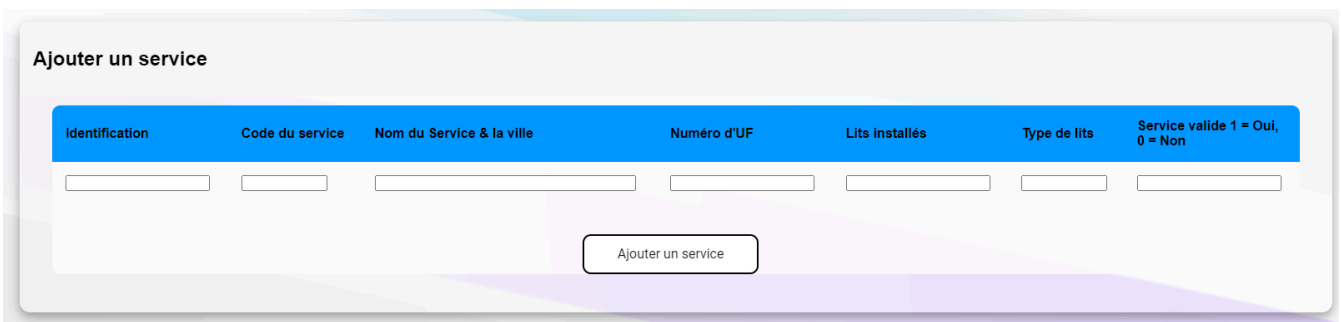 Ajouter un service
Identification
Code du service
Nom du Service & la ville
Numéro d'UF
Lits installés
Type de lits
Service valide 1 = Oui,
0 = Non
Ajouter un service